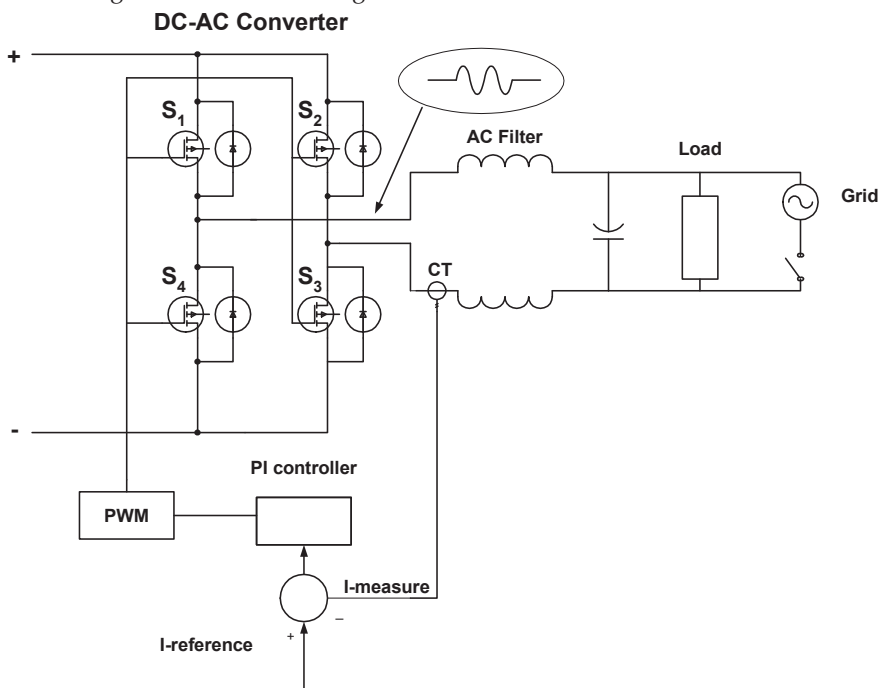 DC-AC Converter
+
S1
S2
AC Filter
Load
Grid
S4
S3
CT
-
PI controller
PWM
I-measure
–
+
I-reference